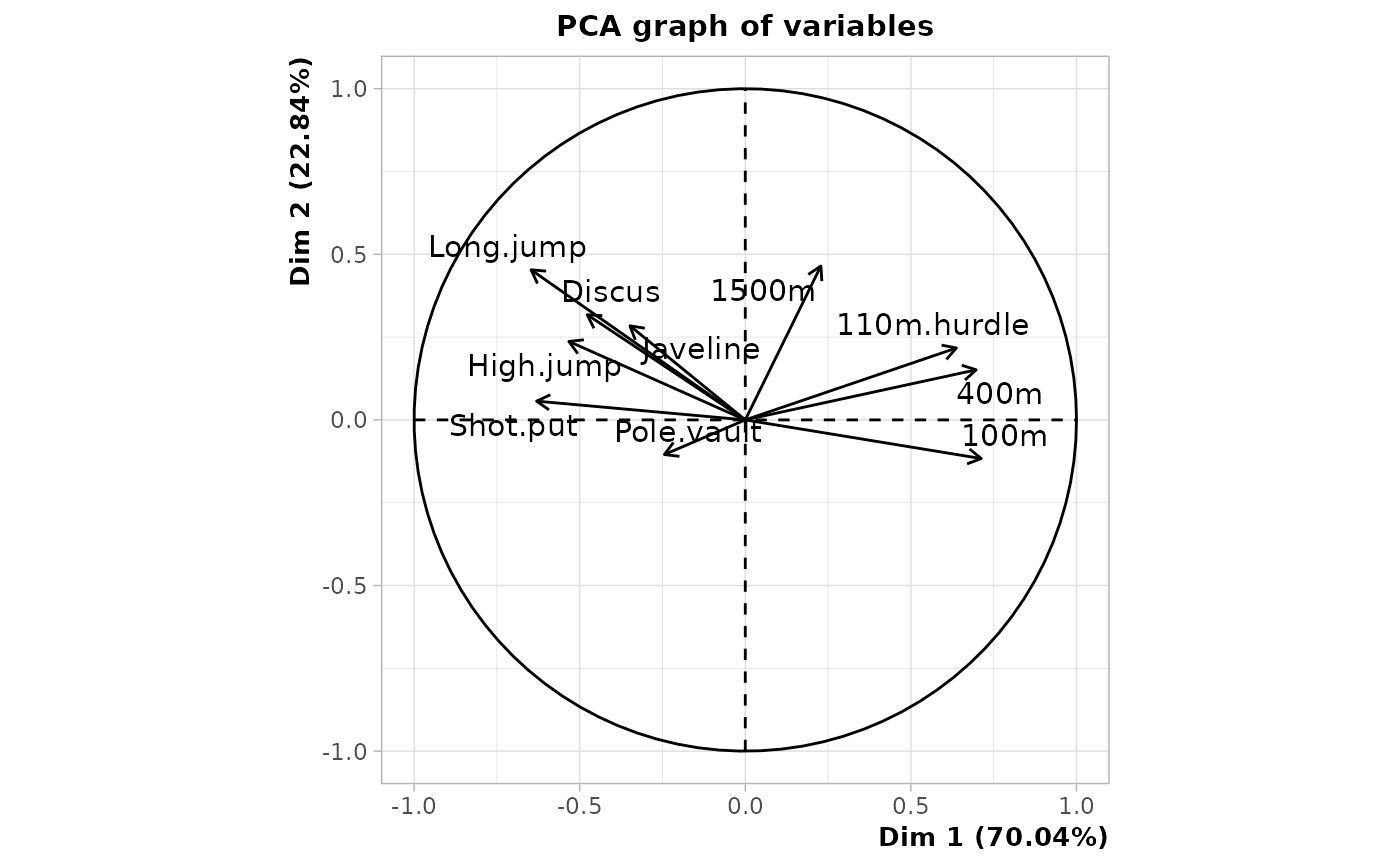 PCA graph of variables
Dim 2 (22.84%)
1.0
0.5
0.0
-0.5
-1.0
Long.jump
Discus
1500m
110m.hurdle
Javeline
High.jump
400m
Shot.put
Pole.vault
100m
-1.0
-0.5
0.0
0.5
1.0
Dim 1 (70.04%)